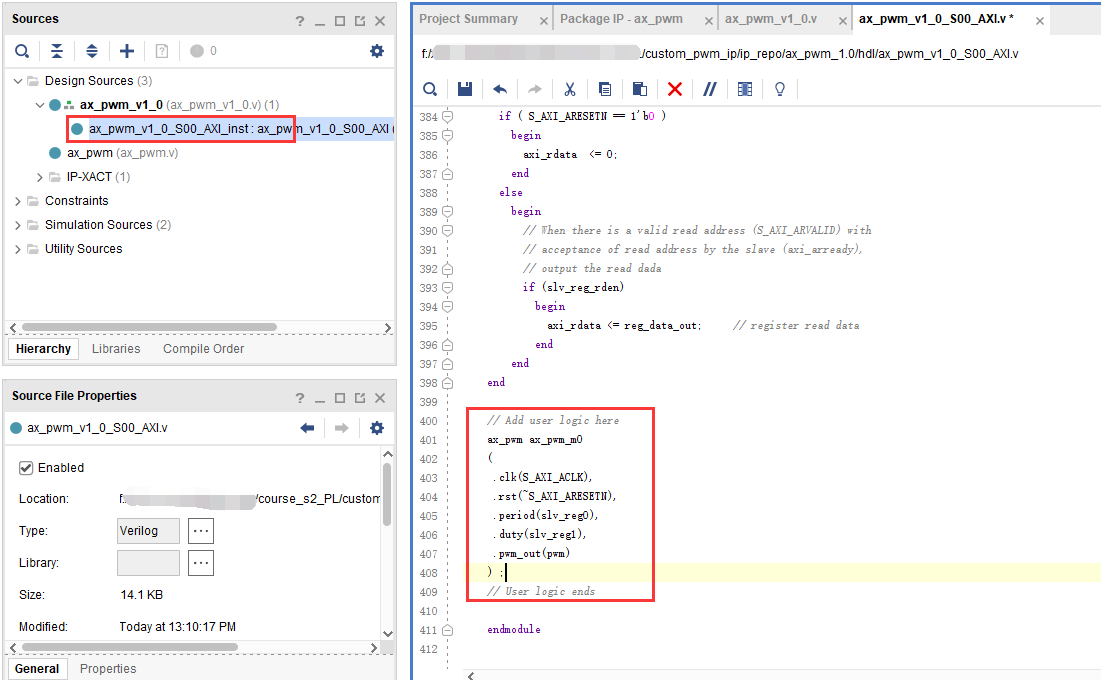 Sources
0
Design Sources (3)
ax_pwm_v1_0 (ax_pwm_v1_0.v) (1)
ax_pwm_v1_0_S00_AXI_inst : ax_pwm_v1_0_S00_AXI (
ax_pwm (ax_pwm.v)
IP-XACT (1)
Constraints
Simulation Sources (2)
Utility Sources
Hierarchy Libraries Compile Order
Source File Properties
ax_pwm_v1_0_S00_AXI.v
Enabled
Location: f: /course_s2_PL/custom
Type: Verilog ...
Library: ...
Size: 14.1 KB
Modified: Today at 13:10:17 PM
General Properties
Project Summary Package IP - ax_pwm ax_pwm_v1_0.v ax_pwm_v1_0_S00_AXI.v *
f:/ /custom_pwm_ip/ip_repo/ax_pwm_1.0/hdl/ax_pwm_v1_0_S00_AXI.v
384 if ( S_AXI_ARESETN == 1'b0 )
385 begin
386 axi_rdata <= 0;
387 end
388 else
389 begin
390 // When there is a valid read address (S_AXI_ARVALID) with
391 // acceptance of read address by the slave (axi_arready),
392 // output the read dada
393 if (slv_reg_rden)
394 begin
395 axi_rdata <= reg_data_out; // register read data
396 end
397 end
398 end
399
400 // Add user logic here
401 ax_pwm ax_pwm_m0
402 (
403 .clk(S_AXI_ACLK),
404 .rst(~S_AXI_ARESETN),
405 .period(slv_reg0),
406 .duty(slv_reg1),
407 .pwm_out(pwm)
408 ) ;
409 // User logic ends
410
411 endmodule
412